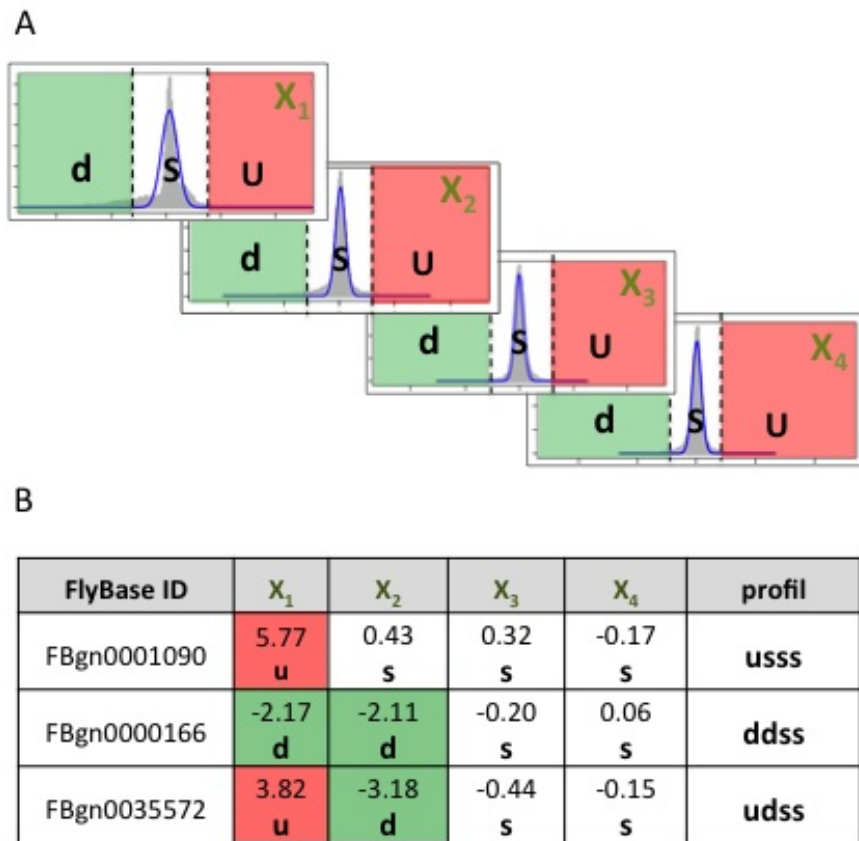 A
X₁
d S U
X₂
d S U
X₃
d S U
X₄
d S U
B
FlyBase ID X₁ X₂ X₃ X₄ profil
FBgn0001090 5.77 u 0.43 s 0.32 s -0.17 s usss
FBgn0000166 -2.17 d -2.11 d -0.20 s 0.06 s ddss
FBgn0035572 3.82 u -3.18 d -0.44 s -0.15 s udss